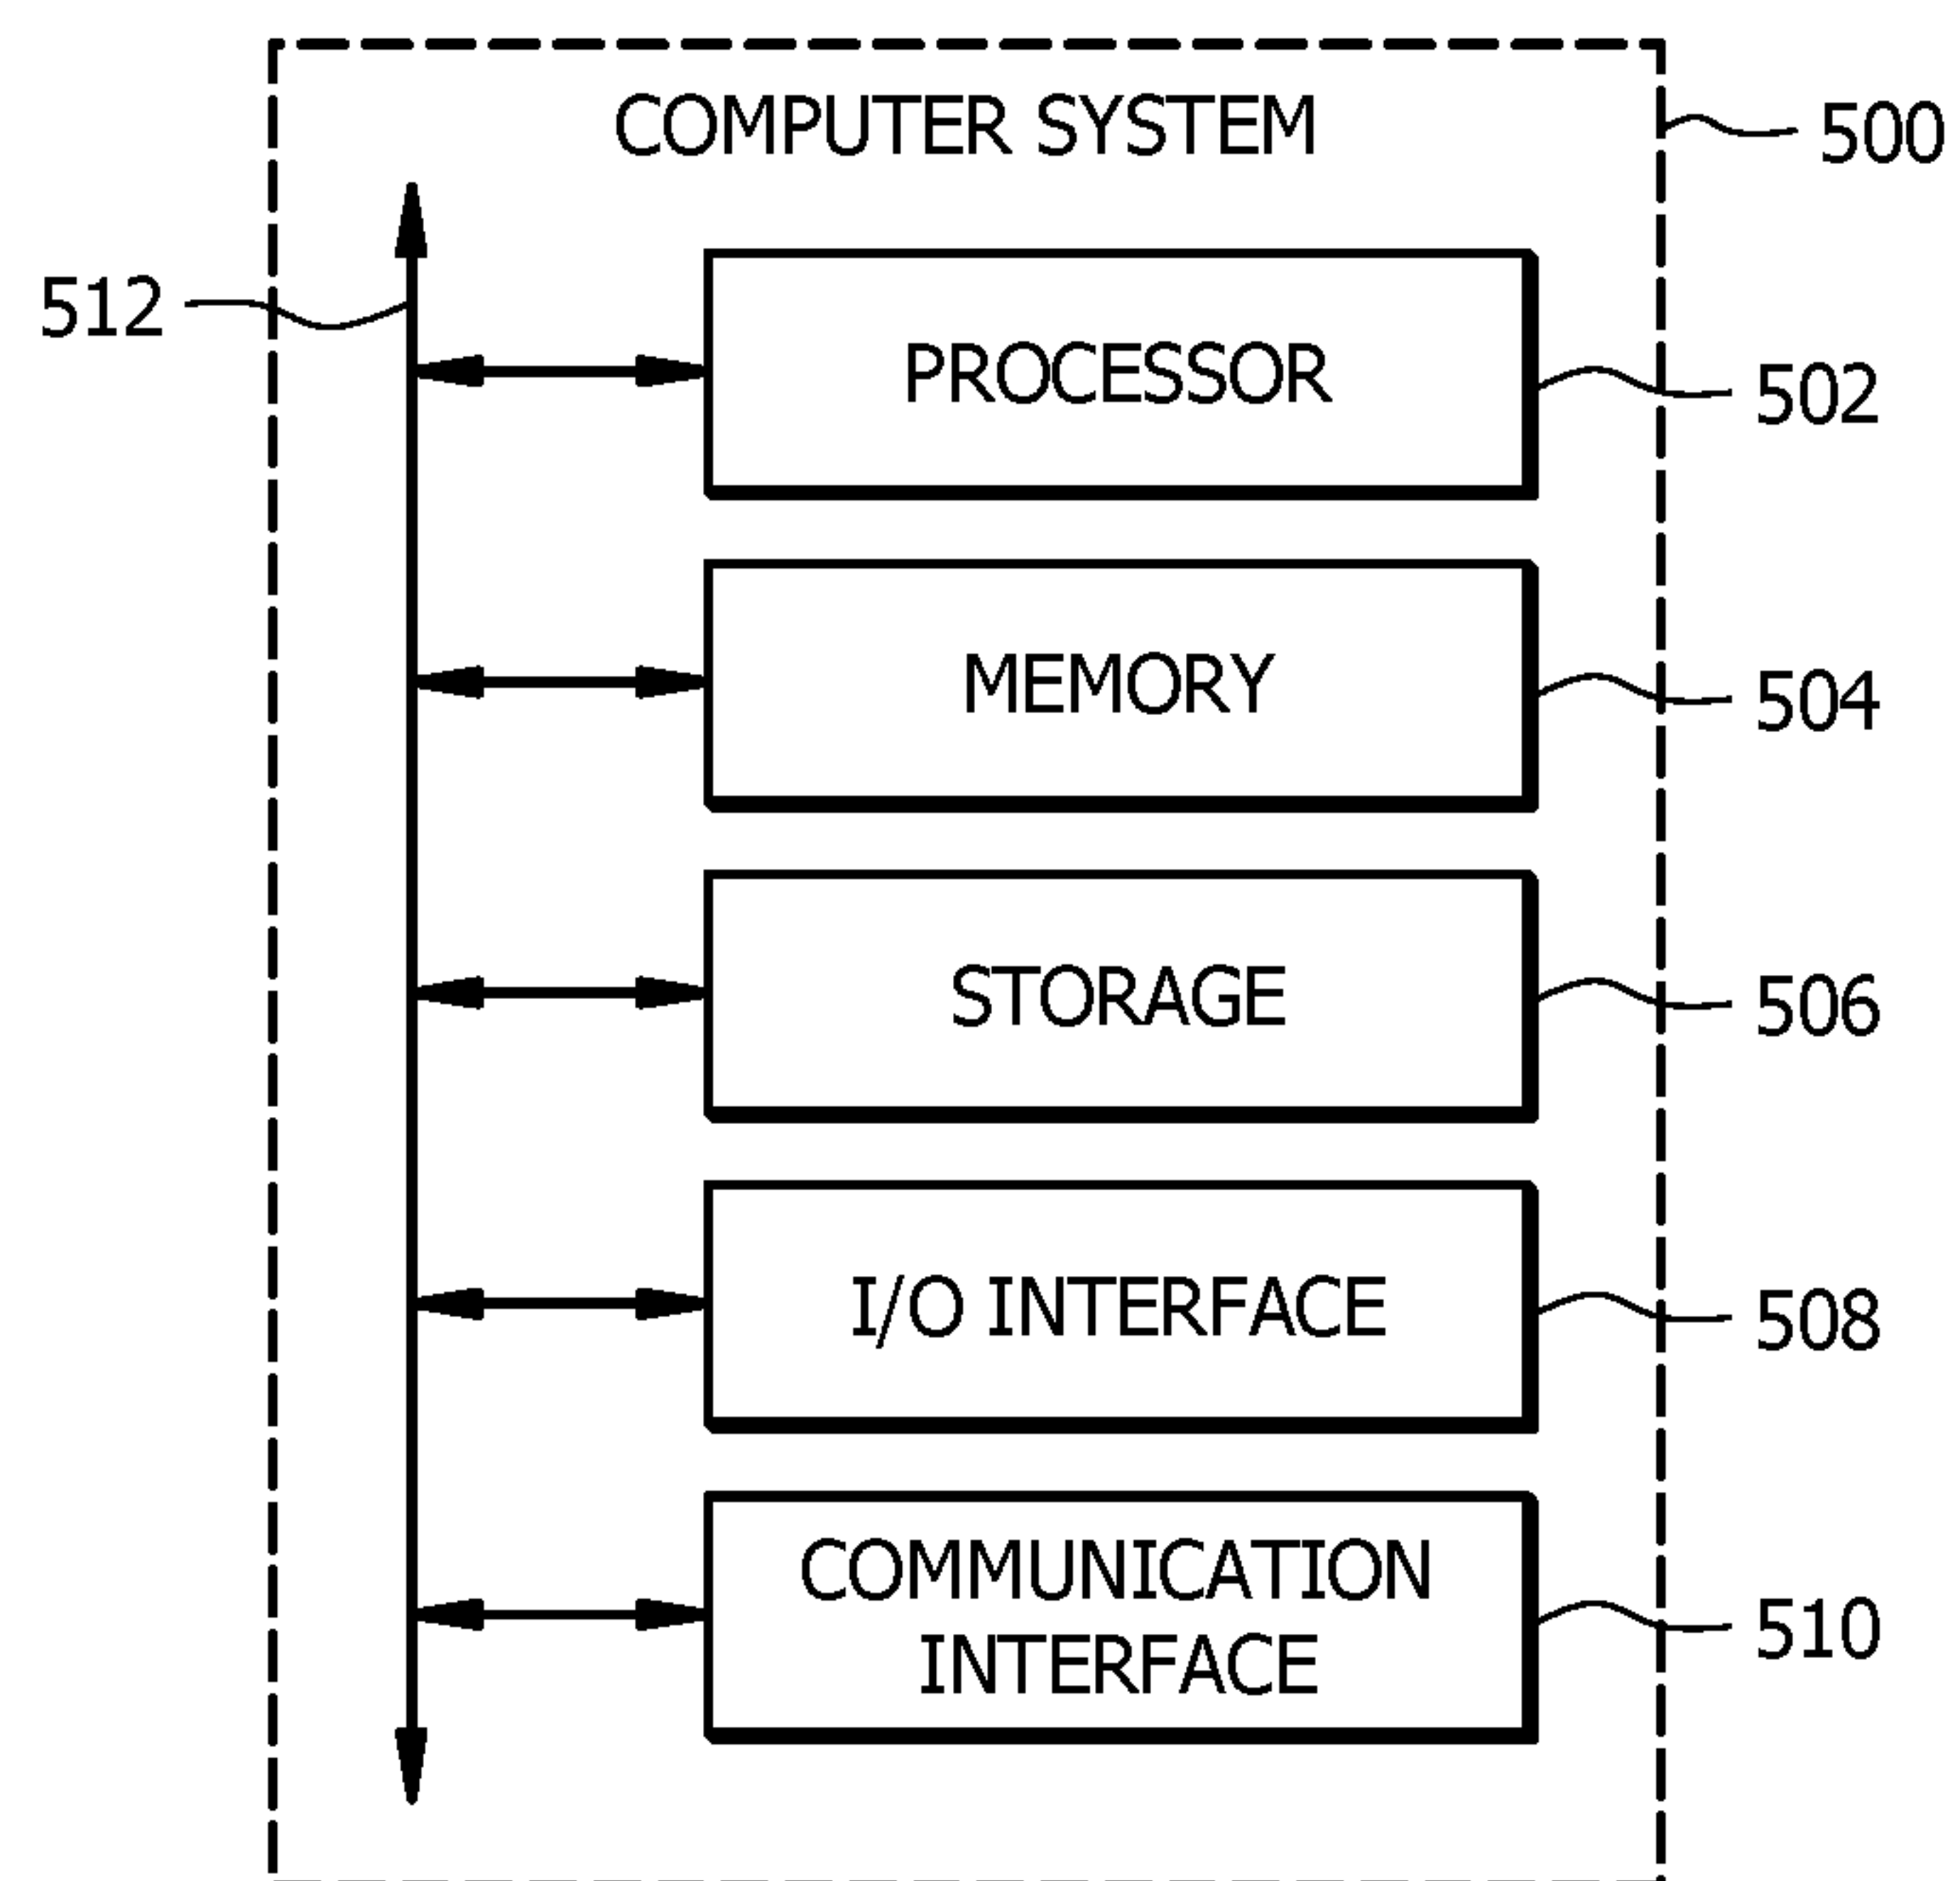 COMPUTER SYSTEM
500
512
PROCESSOR
502
MEMORY
504
STORAGE
506
I/O INTERFACE
508
COMMUNICATION
INTERFACE
510